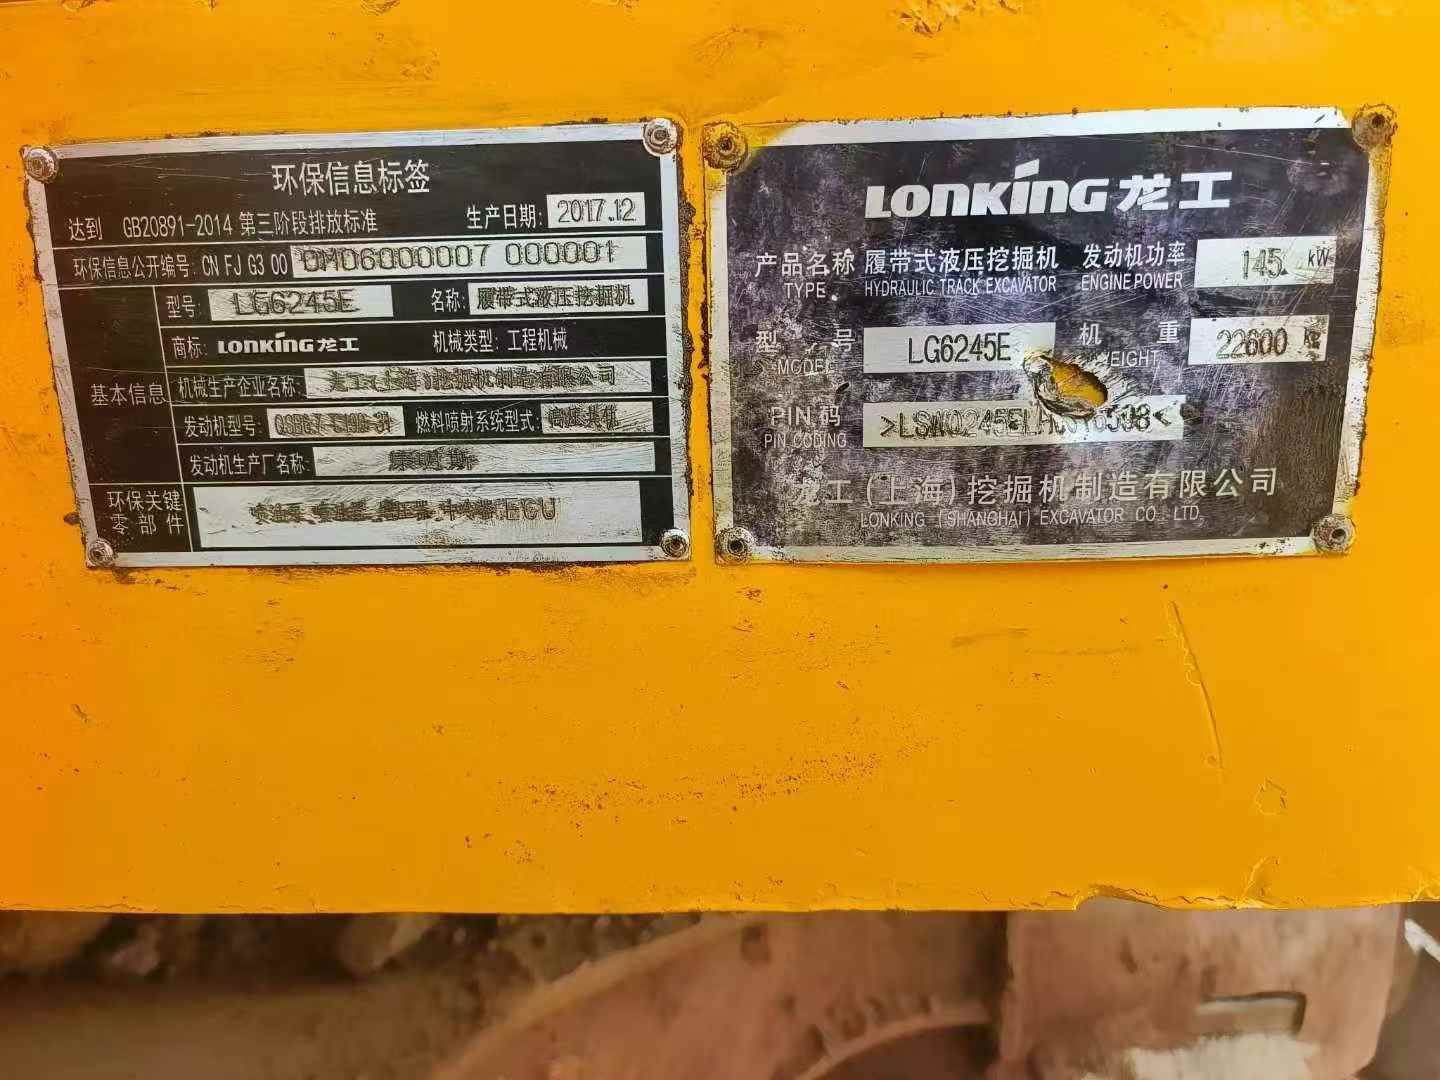 环保信息标签
达到 GB20891-2014 第三阶段排放标准 生产日期: 2017.12
环保信息公开编号: CN FJ G3 00 0M06000007 000001
型号: LG6245E 名称: 履带式液压挖掘机
商标: LONKING 龙工 机械类型: 工程机械
基本信息
机械生产企业名称: 龙工(上海)挖掘机制造有限公司
发动机型号: 燃料喷射系统型式: 高压共轨
发动机生产厂名称: 康明斯
环保关键
零部件
ECU
LONKING 龙工
产品名称 履带式液压挖掘机 发动机功率 145 kW
TYPE HYDRAULIC TRACK EXCAVATOR ENGINE POWER
型号 LG6245E 机重 22600
MODEL WEIGHT
PIN 码
PIN CODING
龙工(上海)挖掘机制造有限公司
LONKING (SHANGHAI) EXCAVATOR CO., LTD